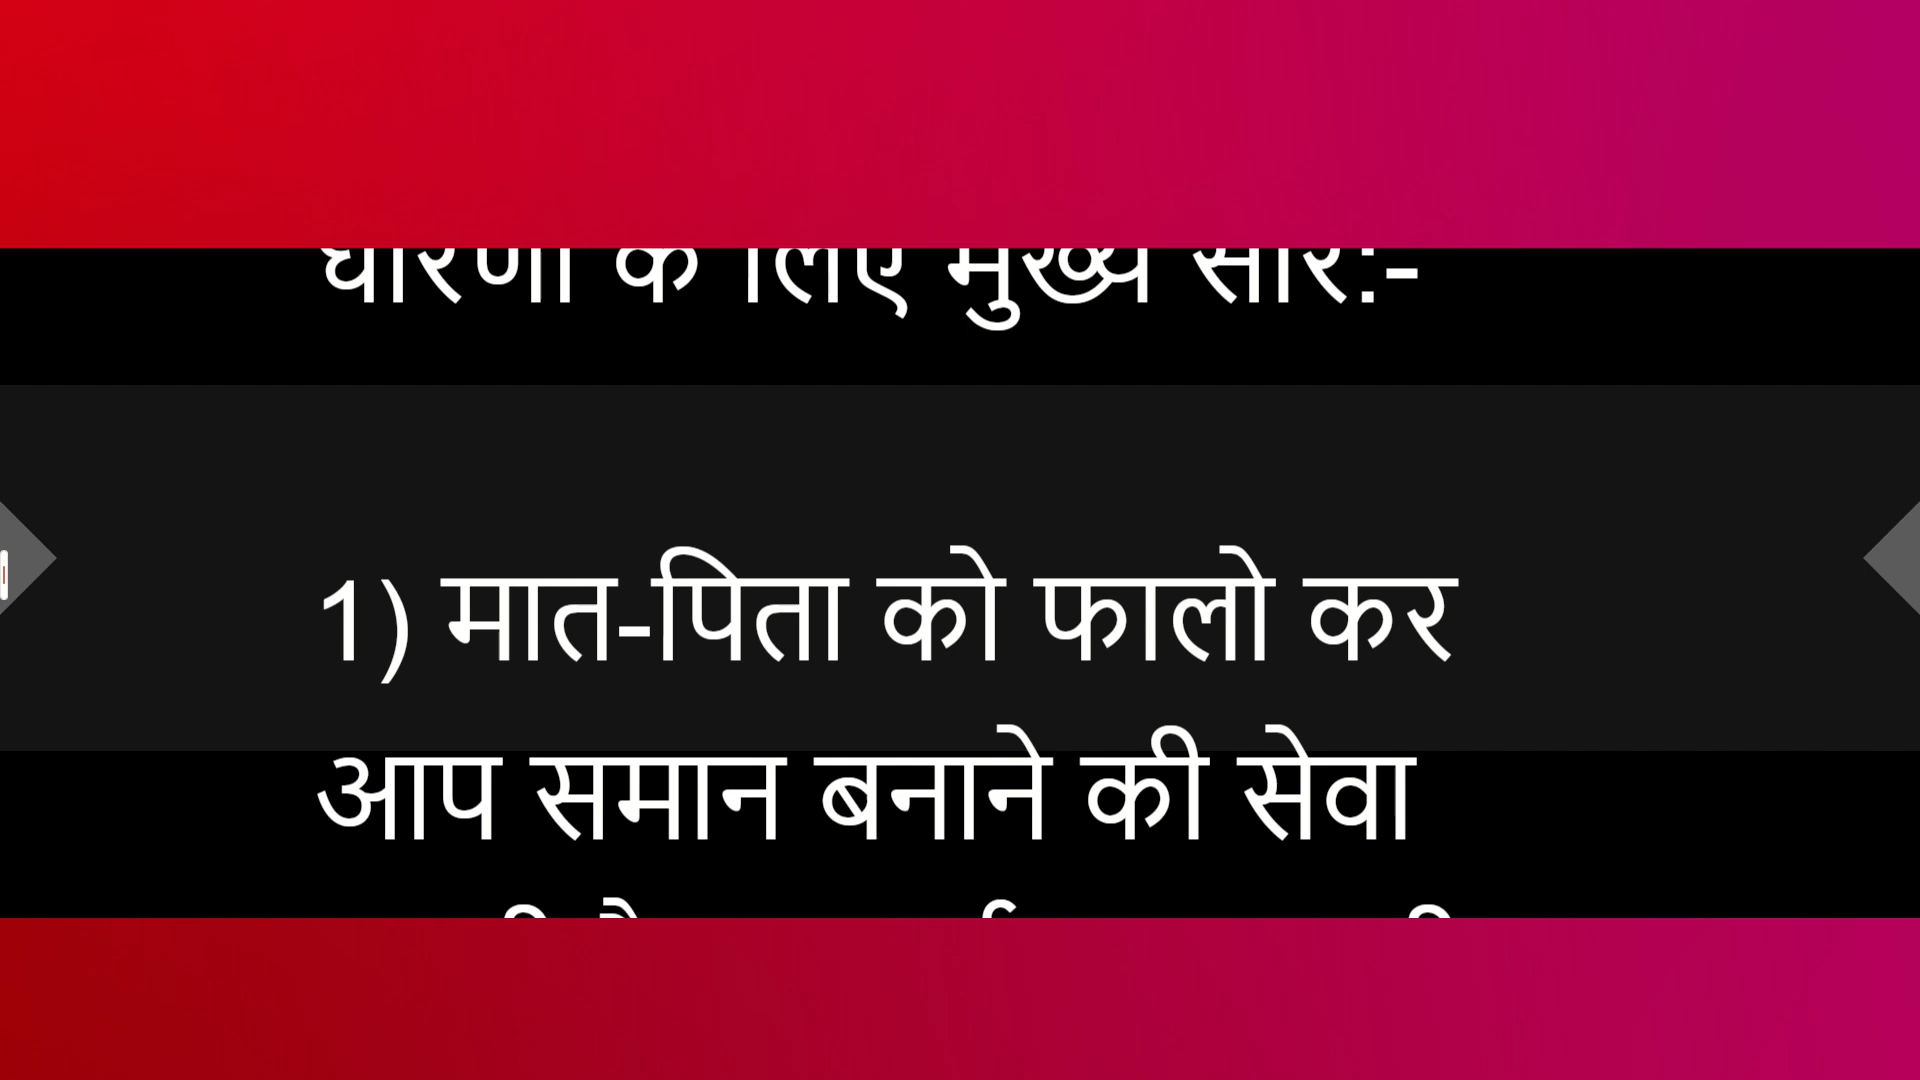 धारणा के लिए मुख्य सार:-
1) मात-पिता को फालो कर
आप समान बनाने की सेवा